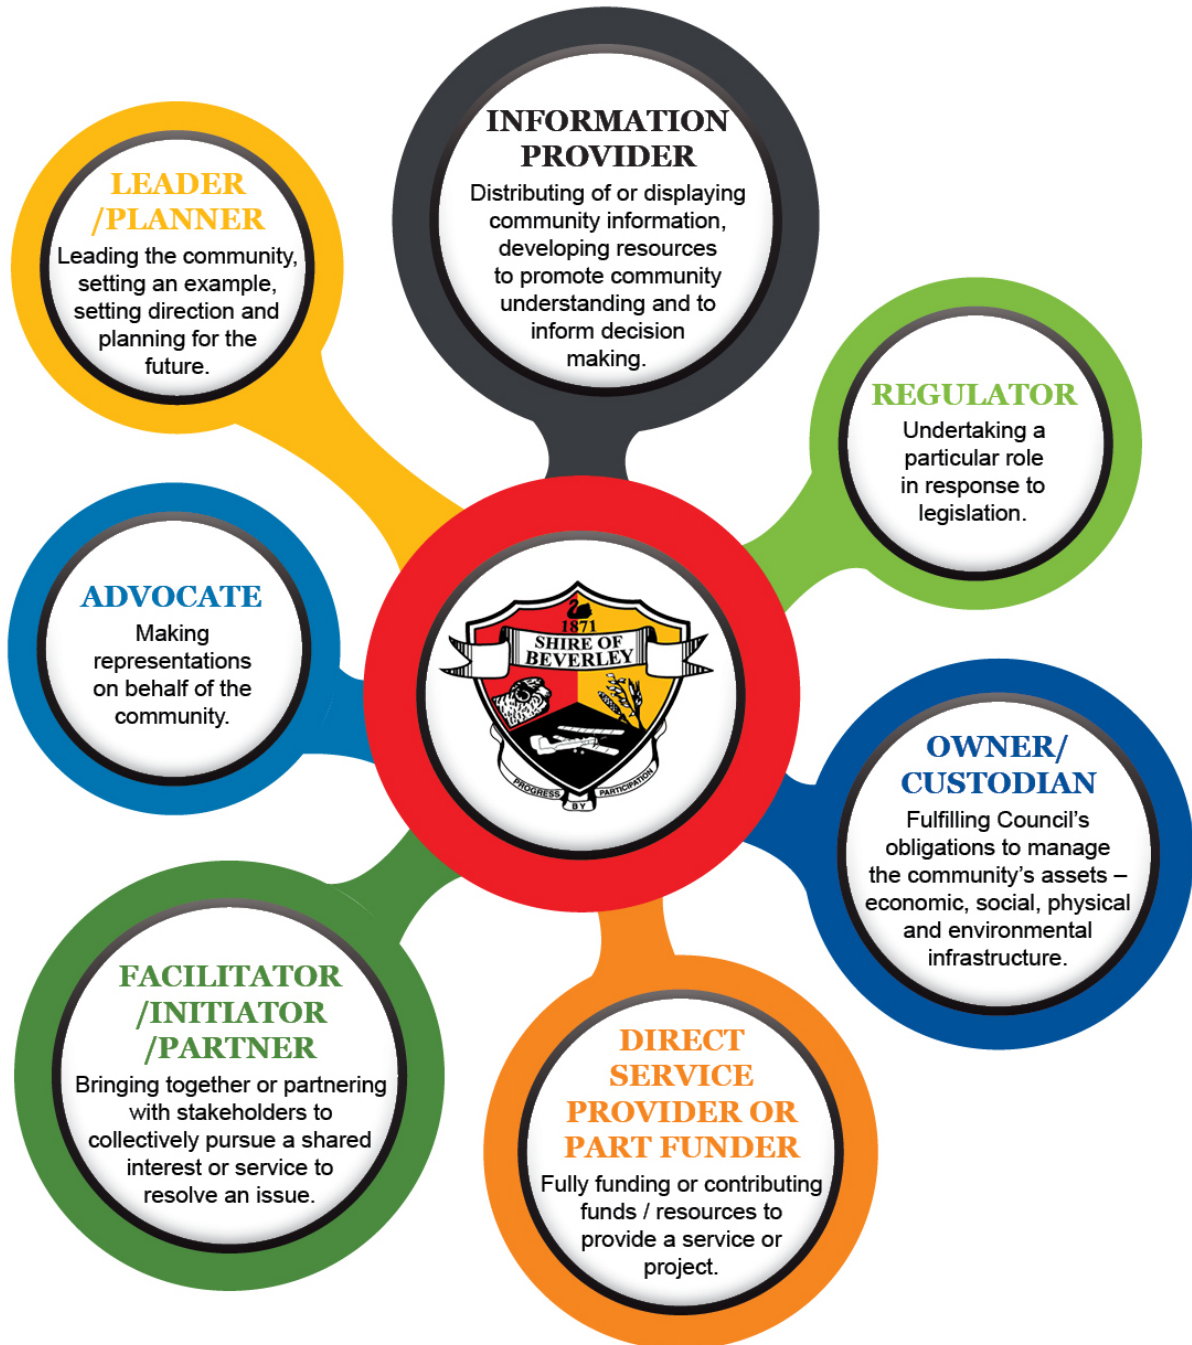 INFORMATION
PROVIDER
Distributing of or displaying
community information,
developing resources
to promote community
understanding and to
inform decision
making.
LEADER
/PLANNER
Leading the community,
setting an example,
setting direction and
planning for the
future.
REGULATOR
Undertaking a
particular role
in response to
legislation.
ADVOCATE
Making
representations
on behalf of the
community.
1871
SHIRE OF
BEVERLEY
PROGRESS BY PARTICIPATION
OWNER/
CUSTODIAN
Fulfilling Council’s
obligations to manage
the community’s assets –
economic, social, physical
and environmental
infrastructure.
FACILITATOR
/INITIATOR
/PARTNER
Bringing together or partnering
with stakeholders to
collectively pursue a shared
interest or service to
resolve an issue.
DIRECT
SERVICE
PROVIDER OR
PART FUNDER
Fully funding or contributing
funds / resources to
provide a service or
project.